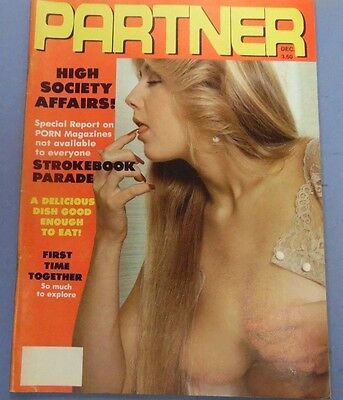 PARTNER
DEC.
3.50
HIGH
SOCIETY
AFFAIRS!
Special Report on
PORN Magazines
not available
to everyone
STROKEBOOK
PARADE
A DELICIOUS
DISH GOOD
ENOUGH
TO EAT!
FIRST
TIME
TOGETHER
So much
to explore